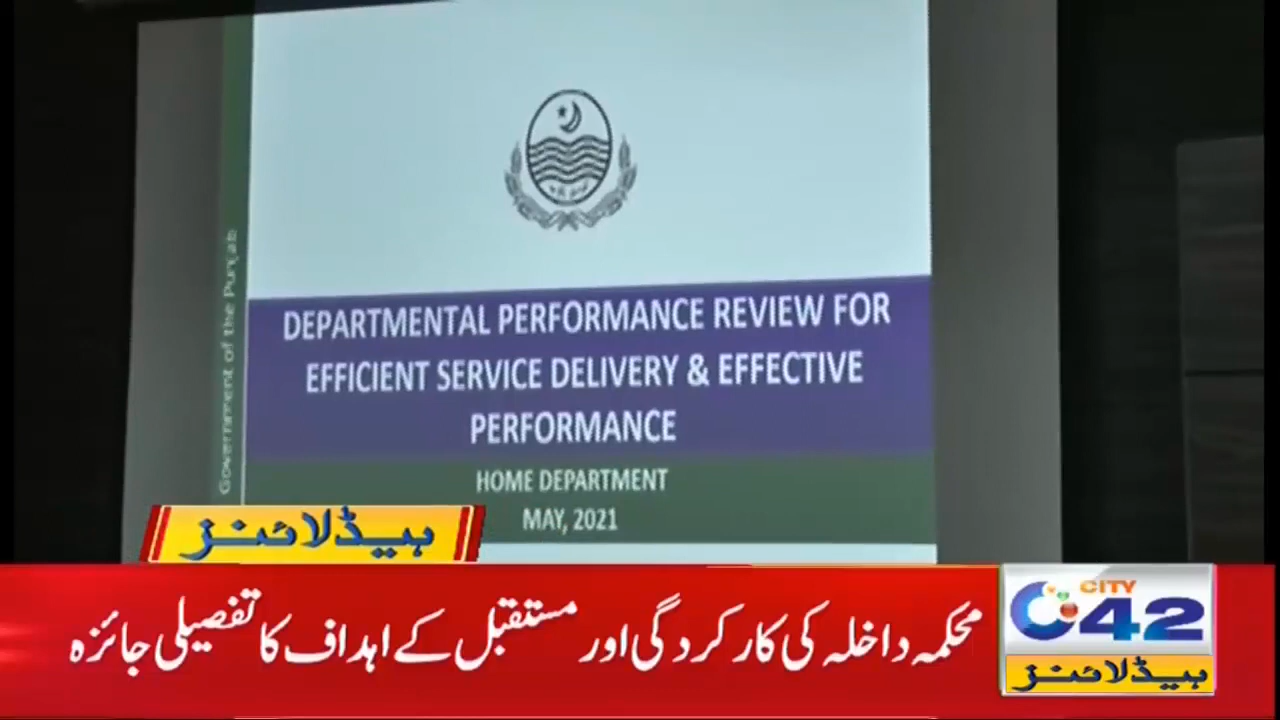 Government of the Punjab
DEPARTMENTAL PERFORMANCE REVIEW FOR
EFFICIENT SERVICE DELIVERY & EFFECTIVE
PERFORMANCE
HOME DEPARTMENT
MAY, 2021
ہیڈلائنز
محکمہ داخلہ کی کارکردگی اور مستقبل کے اہداف کا تفصیلی جائزہ
CITY
42
ہیڈلائنز